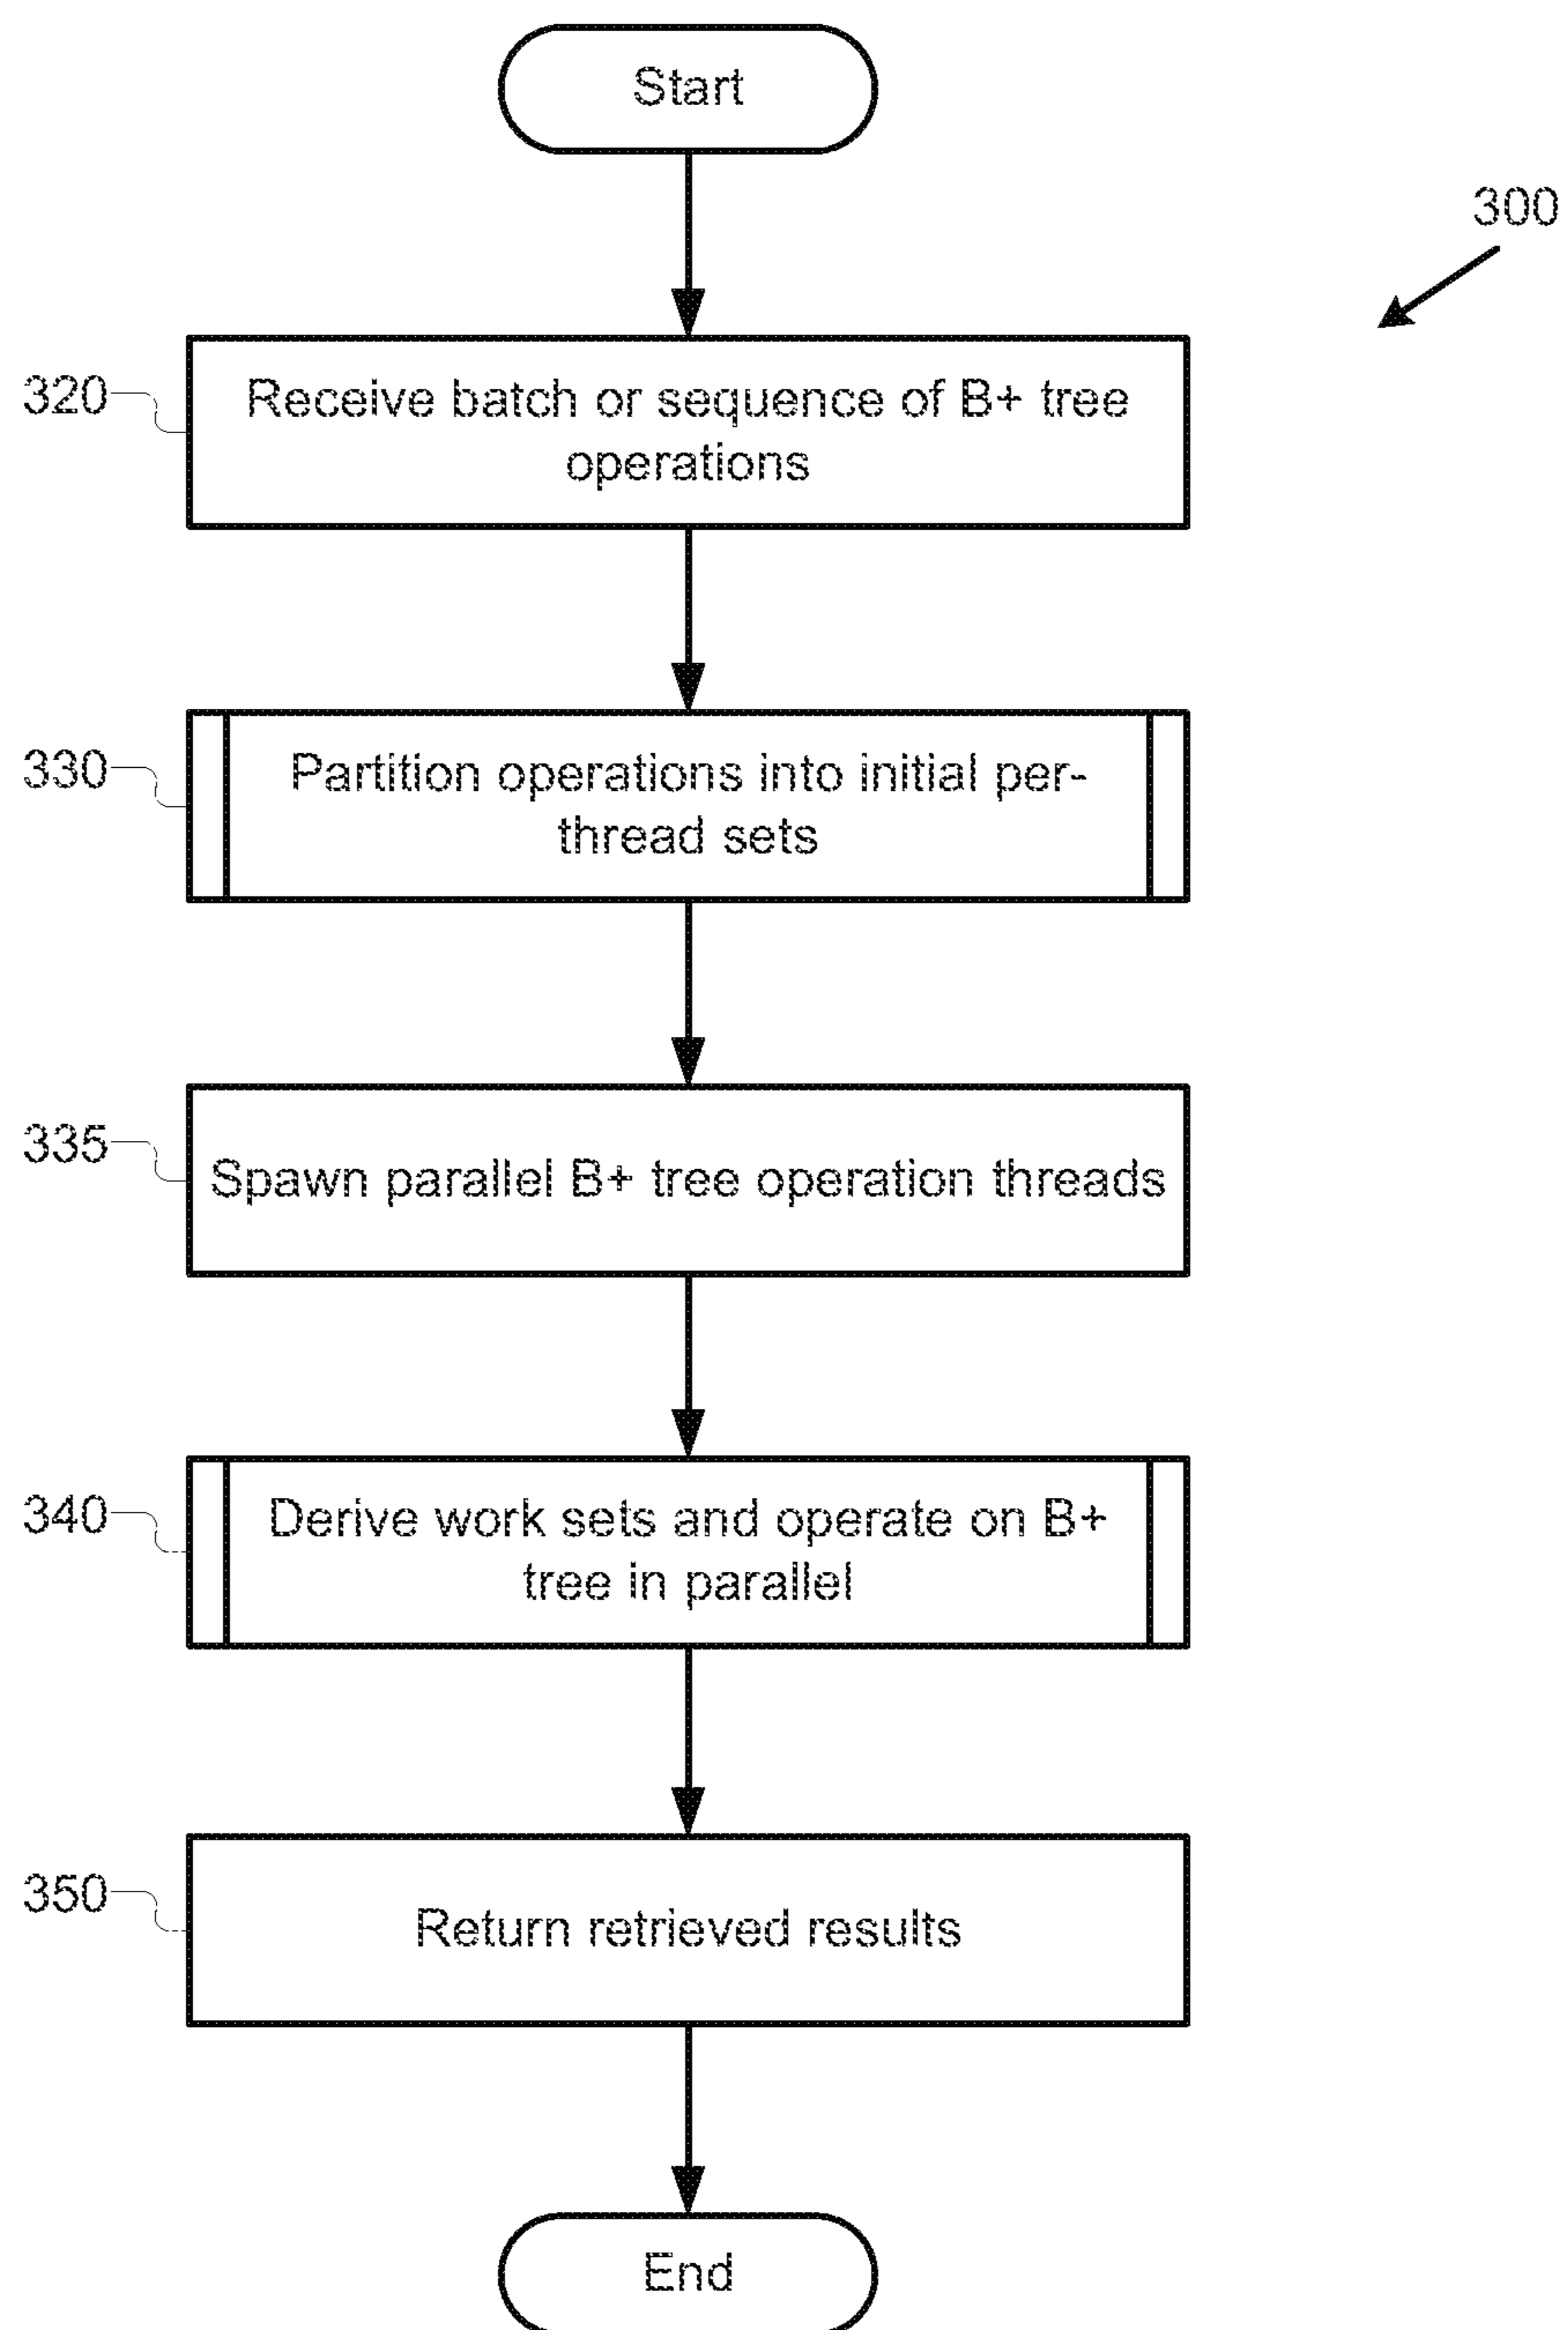 Start
300
320
Receive batch or sequence of B+ tree
operations
330
Partition operations into initial per-
thread sets
335
Spawn parallel B+ tree operation threads
340
Derive work sets and operate on B+
tree in parallel
350
Return retrieved results
End